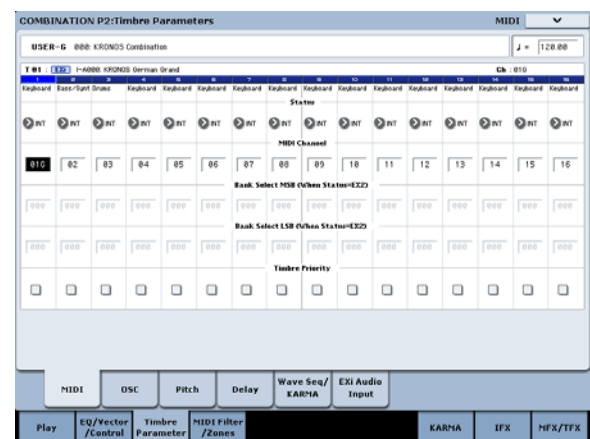 COMBINATION P2:Timbre Parameters MIDI
USER-G 000: KRONOS Combination ♩ = 120.00
T 01 : I-A000: KRONOS German Grand Ch : 01G
1 2 3 4 5 6 7 8 9 10 11 12 13 14 15 16
Keyboard Bass/Synt Drums Keyboard Keyboard Keyboard Keyboard Keyboard Keyboard Keyboard Keyboard Keyboard Keyboard Keyboard Keyboard Keyboard
Status
INT INT INT INT INT INT INT INT INT INT INT INT INT INT INT INT
MIDI Channel
01G 02 03 04 05 06 07 08 09 10 11 12 13 14 15 16
Bank Select MSB (When Status=EX2)
000 000 000 000 000 000 000 000 000 000 000 000 000 000 000 000
Bank Select LSB (When Status=EX2)
000 000 000 000 000 000 000 000 000 000 000 000 000 000 000 000
Timbre Priority
MIDI OSC Pitch Delay Wave Seq/ EXi Audio
KARMA Input
Play EQ/Vector Timbre MIDI Filter KARMA IFX MFX/TFX
/Control Parameter /Zones